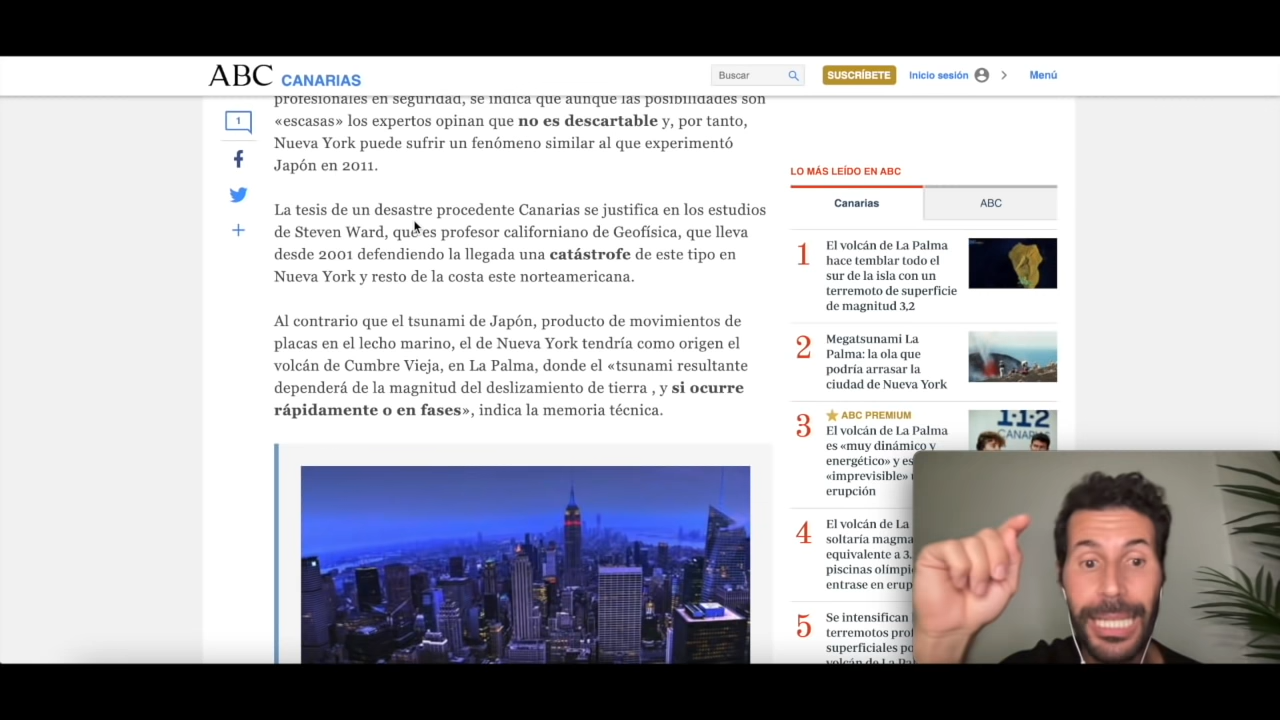 ABC CANARIAS
Buscar
SUSCRÍBETE
Inicio sesión
Menú
1
profesionales en seguridad, se indica que aunque las posibilidades son
«escasas» los expertos opinan que no es descartable y, por tanto,
Nueva York puede sufrir un fenómeno similar al que experimentó
Japón en 2011.
La tesis de un desastre procedente Canarias se justifica en los estudios
de Steven Ward, que es profesor californiano de Geofísica, que lleva
desde 2001 defendiendo la llegada una catástrofe de este tipo en
Nueva York y resto de la costa este norteamericana.
Al contrario que el tsunami de Japón, producto de movimientos de
placas en el lecho marino, el de Nueva York tendría como origen el
volcán de Cumbre Vieja, en La Palma, donde el «tsunami resultante
dependerá de la magnitud del deslizamiento de tierra , y si ocurre
rápidamente o en fases», indica la memoria técnica.
LO MÁS LEÍDO EN ABC
Canarias
ABC
1
El volcán de La Palma
hace temblar todo el
sur de la isla con un
terremoto de superficie
de magnitud 3,2
2
Megatsunami La
Palma: la ola que
podría arrasar la
ciudad de Nueva York
3
ABC PREMIUM
El volcán de La Palma
es «muy dinámico y
energético» y es
«imprevisible»
erupción
1-1-2
CANARIAS
4
El volcán de La
soltaría magma
equivalente a 3.
piscinas olímpi
entrase en erup
5
Se intensifican
terremotos prof
superficiales po
volcán de La Pa